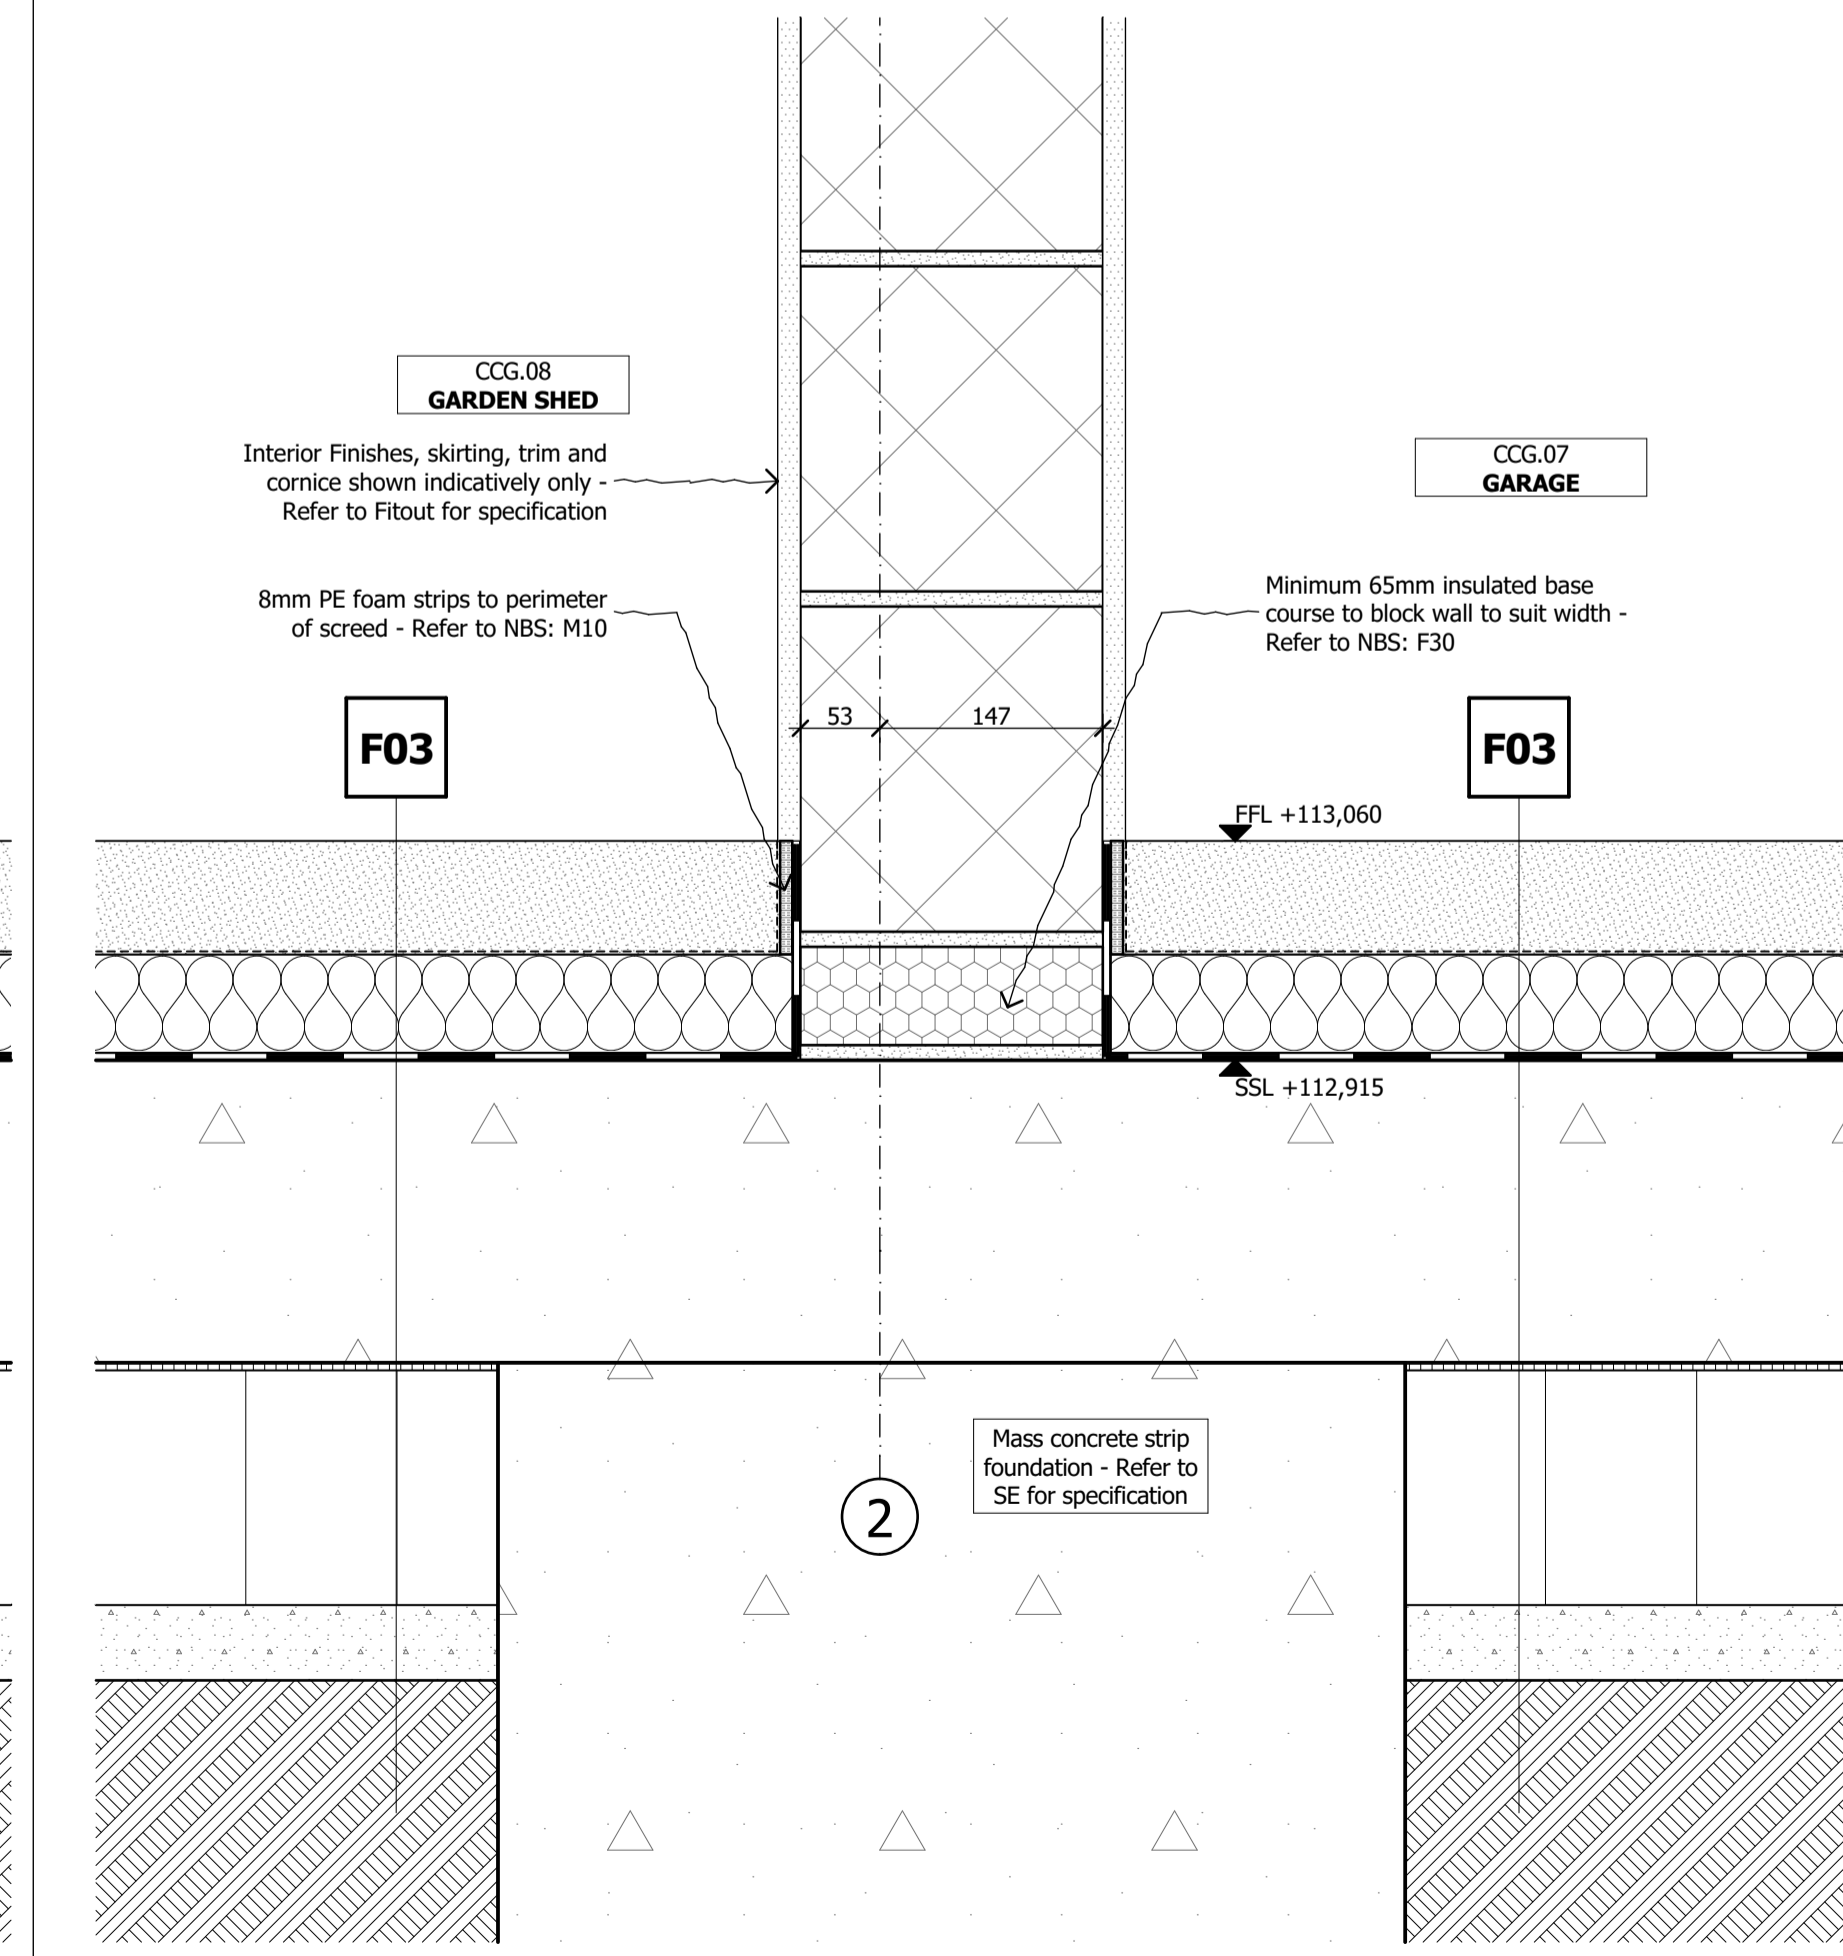 CCG.08
GARDEN SHED
Interior Finishes, skirting, trim and
cornice shown indicatively only -
Refer to Fitout for specification
CCG.07
GARAGE
8mm PE foam strips to perimeter
of screed - Refer to NBS: M10
Minimum 65mm insulated base
course to block wall to suit width -
Refer to NBS: F30
F03
53
147
F03
FFL +113,060
SSL +112,915
Mass concrete strip
foundation - Refer to
SE for specification
2